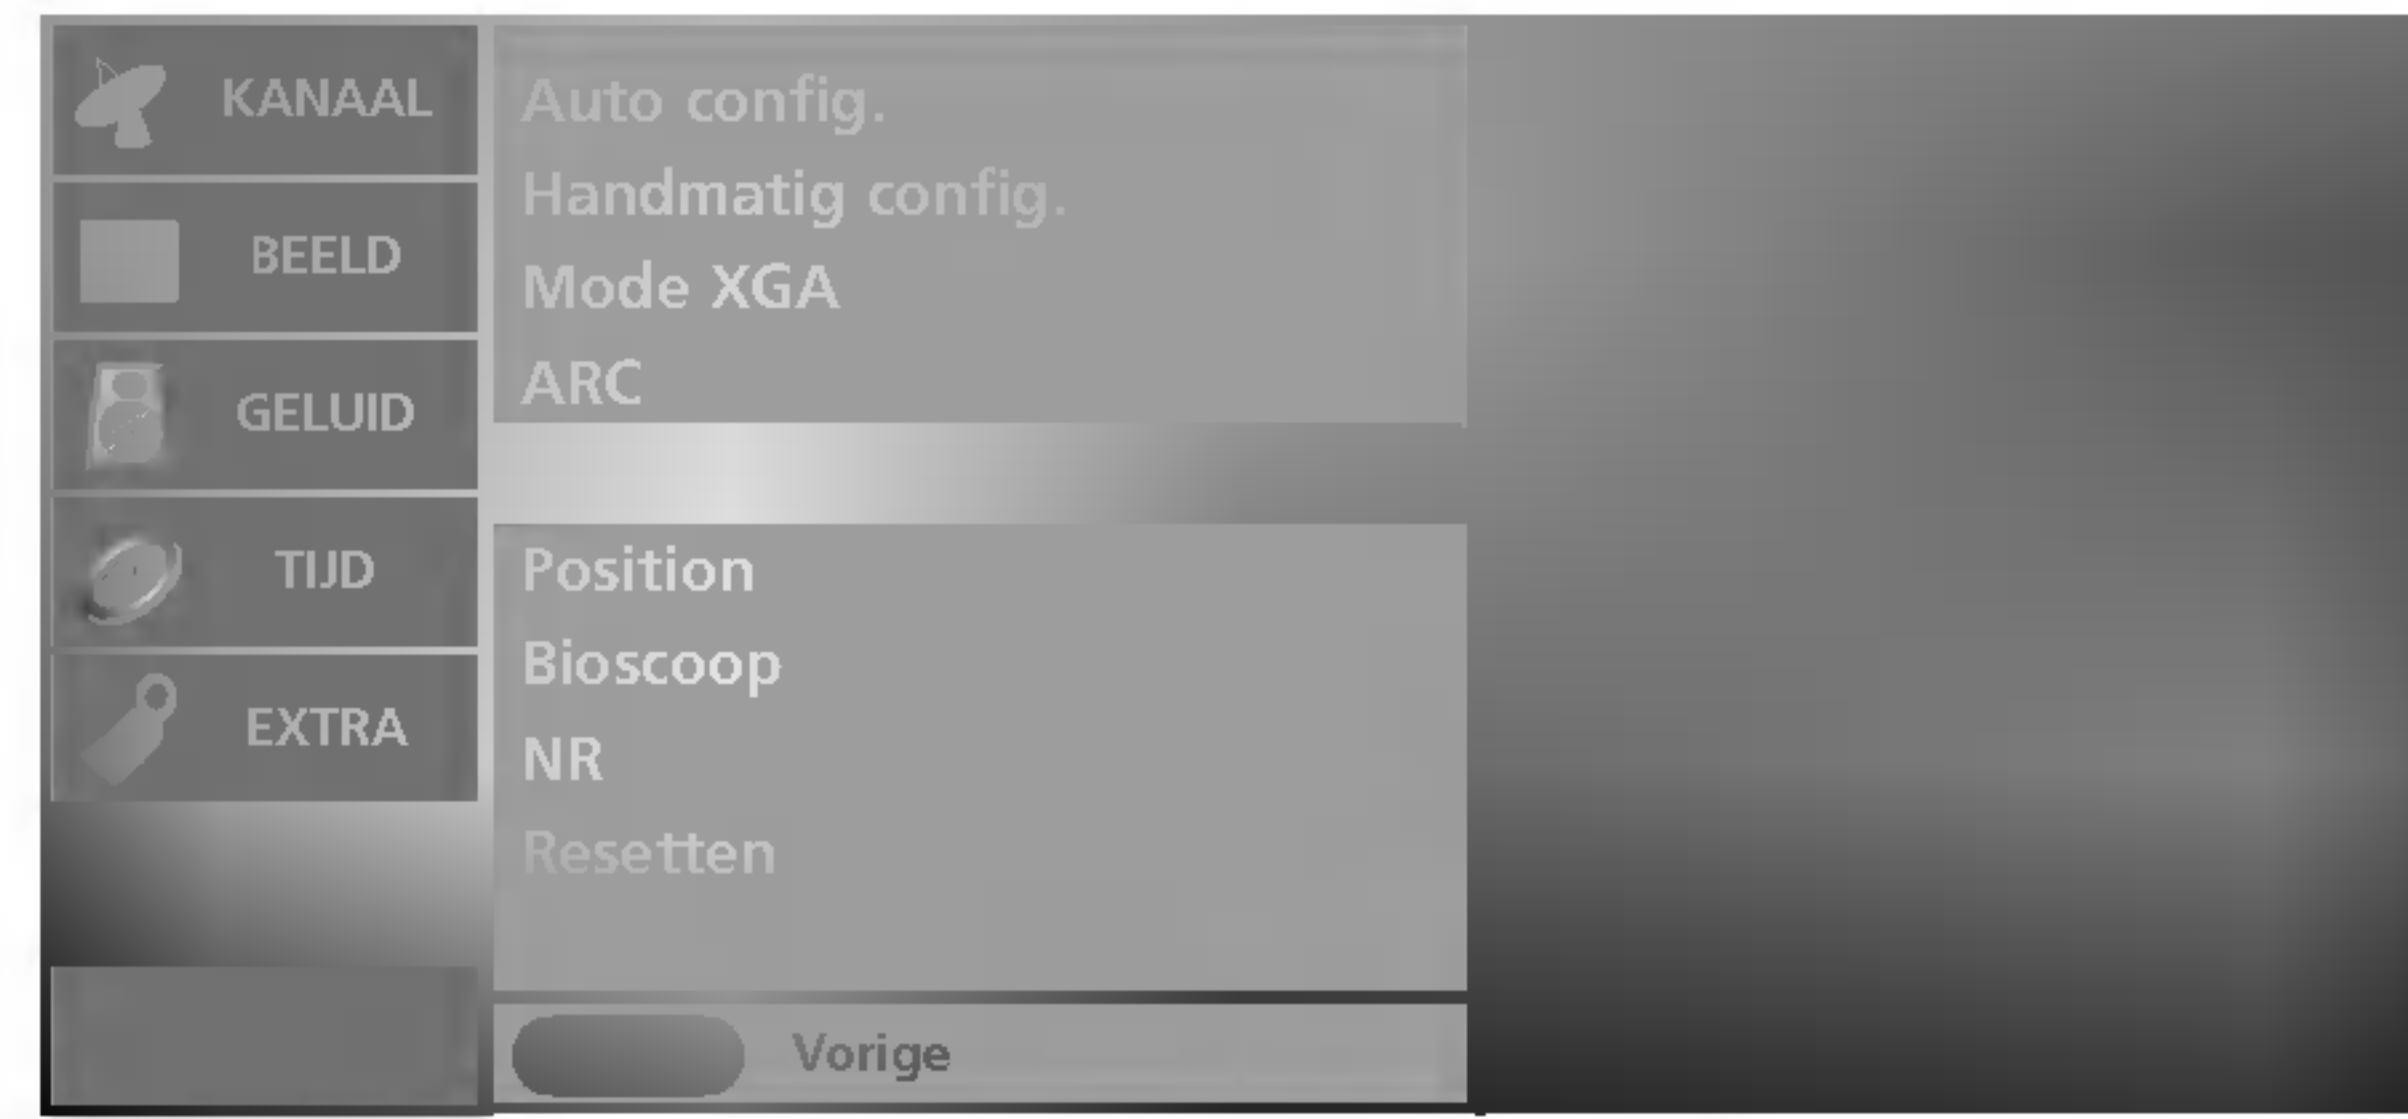 KANAAL
BEELD
GELUID
TIJD
EXTRA
Auto config.
Handmatig config.
Mode XGA
ARC
Position
Bioscoop
NR
Resetten
Vorige